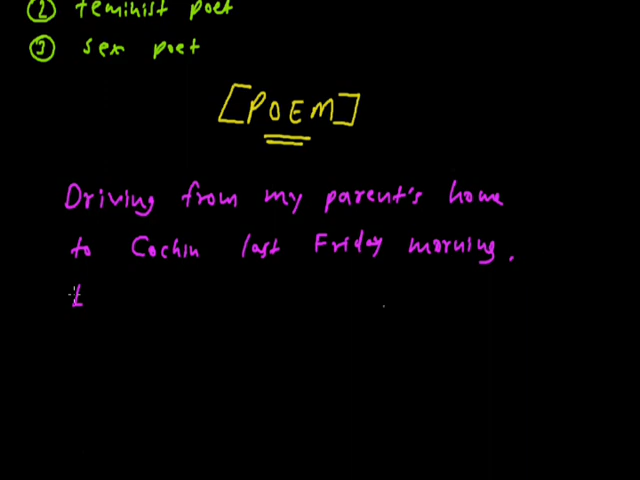 ② feminist poet
③ sex poet
[POEM]
Driving from my parent's home
to Cochin last Friday morning.
I